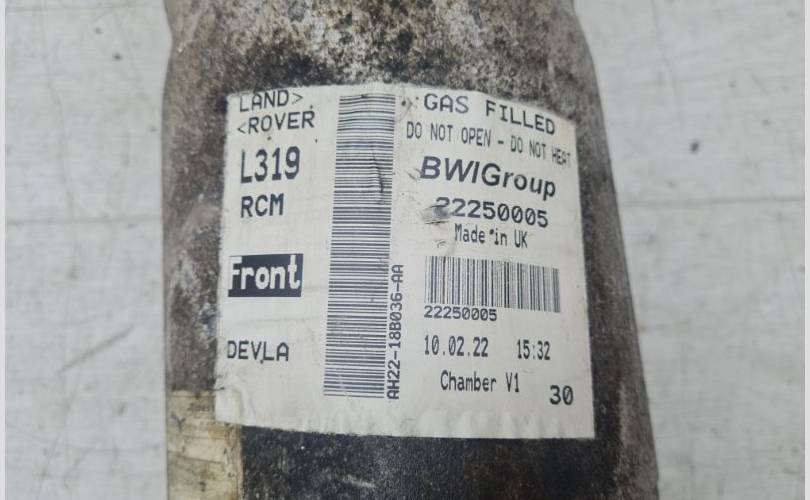 LAND>
<ROVER
L319
RCM
Front
DEVLA
AH22-18B036-AA
GAS FILLED
DO NOT OPEN - DO NOT HEAT
BWIGroup
22250005
Made in UK
22250005
10.02.22 15:32
Chamber V1 30